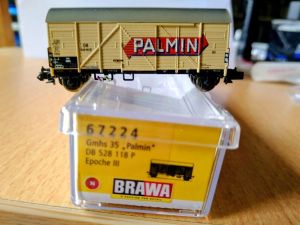 PALMIN
67224
Gmhs 35 „Palmin"
DB 528 118 P
Epoche III
N
BRAWA